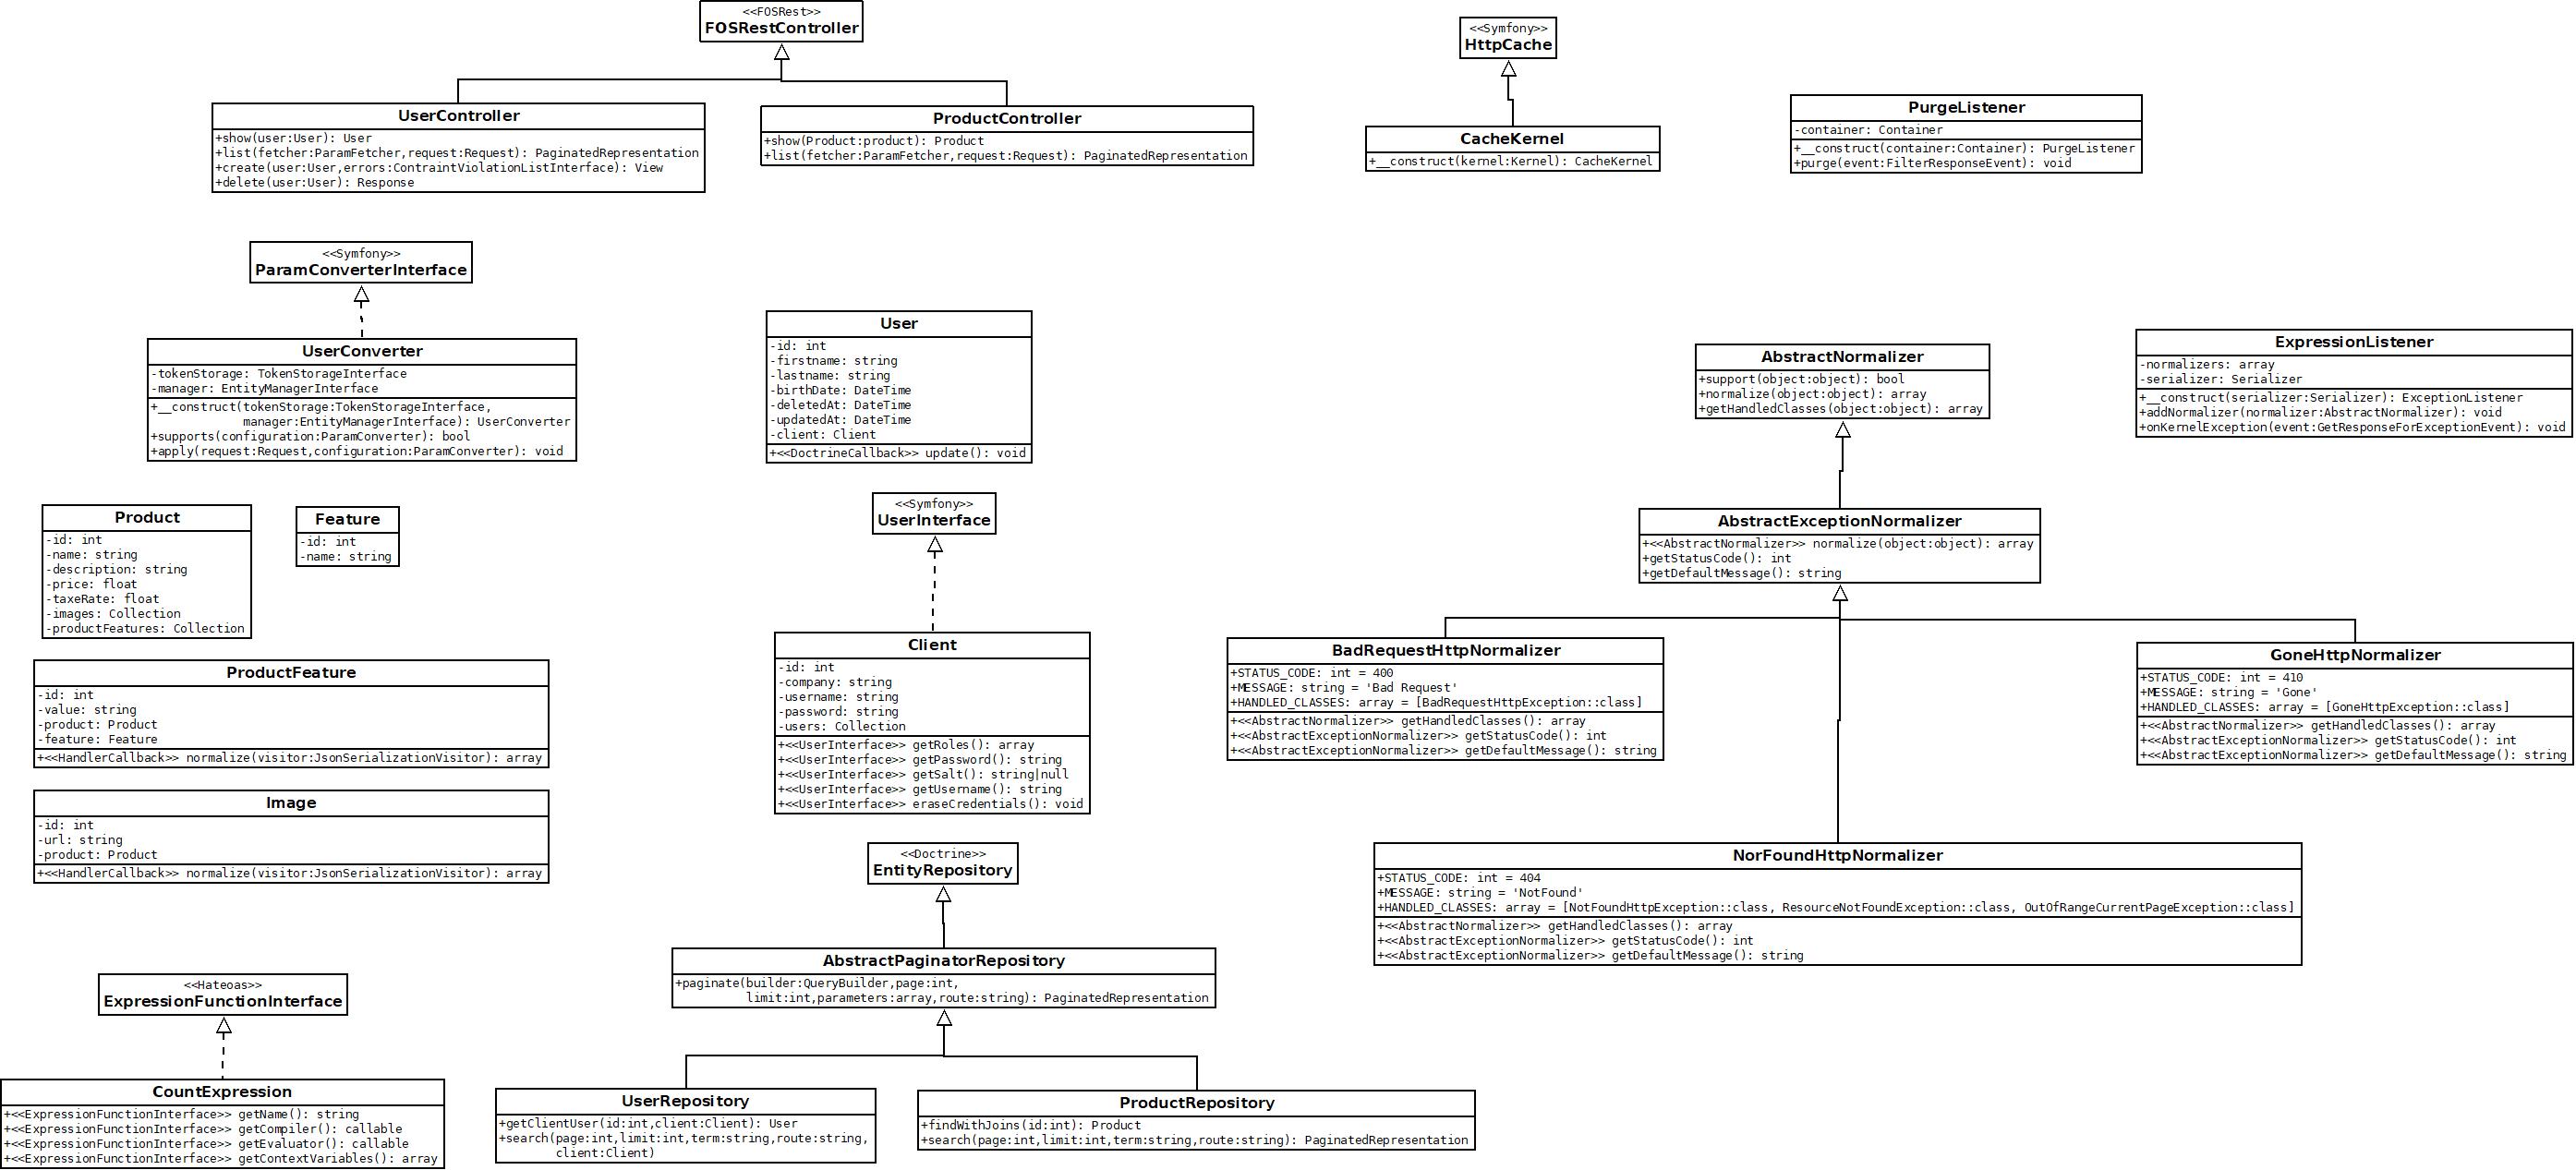 <<FOSRest>>
FOSRestController
<<Symfony>>
HttpCache
UserController
+show(user:User): User
+list(fetcher:ParamFetcher,request:Request): PaginatedRepresentation
+create(user:User,errors:ContraintViolationListInterface): View
+delete(user:User): Response
ProductController
+show(Product:product): Product
+list(fetcher:ParamFetcher,request:Request): PaginatedRepresentation
CacheKernel
+__construct(kernel:Kernel): CacheKernel
PurgeListener
-container: Container
+__construct(container:Container): PurgeListener
+purge(event:FilterResponseEvent): void
<<Symfony>>
ParamConverterInterface
UserConverter
-tokenStorage: TokenStorageInterface
-manager: EntityManagerInterface
+__construct(tokenStorage:TokenStorageInterface,
manager:EntityManagerInterface): UserConverter
+supports(configuration:ParamConverter): bool
+apply(request:Request,configuration:ParamConverter): void
User
-id: int
-firstname: string
-lastname: string
-birthDate: DateTime
-deletedAt: DateTime
-updatedAt: DateTime
-client: Client
+<<DoctrineCallback>> update(): void
AbstractNormalizer
+support(object:object): bool
+normalize(object:object): array
+getHandledClasses(object:object): array
ExpressionListener
-normalizers: array
-serializer: Serializer
+__construct(serializer:Serializer): ExceptionListener
+addNormalizer(normalizer:AbstractNormalizer): void
+onKernelException(event:GetResponseForExceptionEvent): void
Product
-id: int
-name: string
-description: string
-price: float
-taxeRate: float
-images: Collection
-productFeatures: Collection
Feature
-id: int
-name: string
<<Symfony>>
UserInterface
AbstractExceptionNormalizer
+<<AbstractNormalizer>> normalize(object:object): array
+getStatusCode(): int
+getDefaultMessage(): string
ProductFeature
-id: int
-value: string
-product: Product
-feature: Feature
+<<HandlerCallback>> normalize(visitor:JsonSerializationVisitor): array
Client
-id: int
-company: string
-username: string
-password: string
-users: Collection
+<<UserInterface>> getRoles(): array
+<<UserInterface>> getPassword(): string
+<<UserInterface>> getSalt(): string|null
+<<UserInterface>> getUsername(): string
+<<UserInterface>> eraseCredentials(): void
BadRequestHttpNormalizer
+STATUS_CODE: int = 400
+MESSAGE: string = 'Bad Request'
+HANDLED_CLASSES: array = [BadRequestHttpException::class]
+<<AbstractNormalizer>> getHandledClasses(): array
+<<AbstractExceptionNormalizer>> getStatusCode(): int
+<<AbstractExceptionNormalizer>> getDefaultMessage(): string
GoneHttpNormalizer
+STATUS_CODE: int = 410
+MESSAGE: string = 'Gone'
+HANDLED_CLASSES: array = [GoneHttpException::class]
+<<AbstractNormalizer>> getHandledClasses(): array
+<<AbstractExceptionNormalizer>> getStatusCode(): int
+<<AbstractExceptionNormalizer>> getDefaultMessage(): string
Image
-id: int
-url: string
-product: Product
+<<HandlerCallback>> normalize(visitor:JsonSerializationVisitor): array
<<Doctrine>>
EntityRepository
NorFoundHttpNormalizer
+STATUS_CODE: int = 404
+MESSAGE: string = 'NotFound'
+HANDLED_CLASSES: array = [NotFoundHttpException::class, ResourceNotFoundException::class, OutOfRangeCurrentPageException::class]
+<<AbstractNormalizer>> getHandledClasses(): array
+<<AbstractExceptionNormalizer>> getStatusCode(): int
+<<AbstractExceptionNormalizer>> getDefaultMessage(): string
AbstractPaginatorRepository
+paginate(builder:QueryBuilder,page:int,
limit:int,parameters:array,route:string): PaginatedRepresentation
<<Hateoas>>
ExpressionFunctionInterface
CountExpression
+<<ExpressionFunctionInterface>> getName(): string
+<<ExpressionFunctionInterface>> getCompiler(): callable
+<<ExpressionFunctionInterface>> getEvaluator(): callable
+<<ExpressionFunctionInterface>> getContextVariables(): array
UserRepository
+getClientUser(id:int,client:Client): User
+search(page:int,limit:int,term:string,route:string,
client:Client)
ProductRepository
+findWithJoins(id:int): Product
+search(page:int,limit:int,term:string,route:string): PaginatedRepresentation